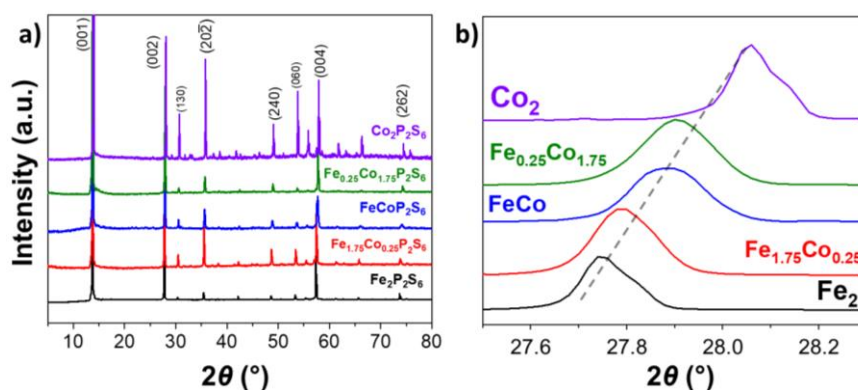 a)
Intensity (a.u.)
(001)
(002)
(130)
(202̄)
(240)
(060)
(004)
(262)
Co₂P₂S₆
Fe₀.₂₅Co₁.₇₅P₂S₆
FeCoP₂S₆
Fe₁.₇₅Co₀.₂₅P₂S₆
Fe₂P₂S₆
10 20 30 40 50 60 70 80
2θ (°)
b)
Co₂
Fe₀.₂₅Co₁.₇₅
FeCo
Fe₁.₇₅Co₀.₂₅
Fe₂
27.6 27.8 28.0 28.2
2θ (°)